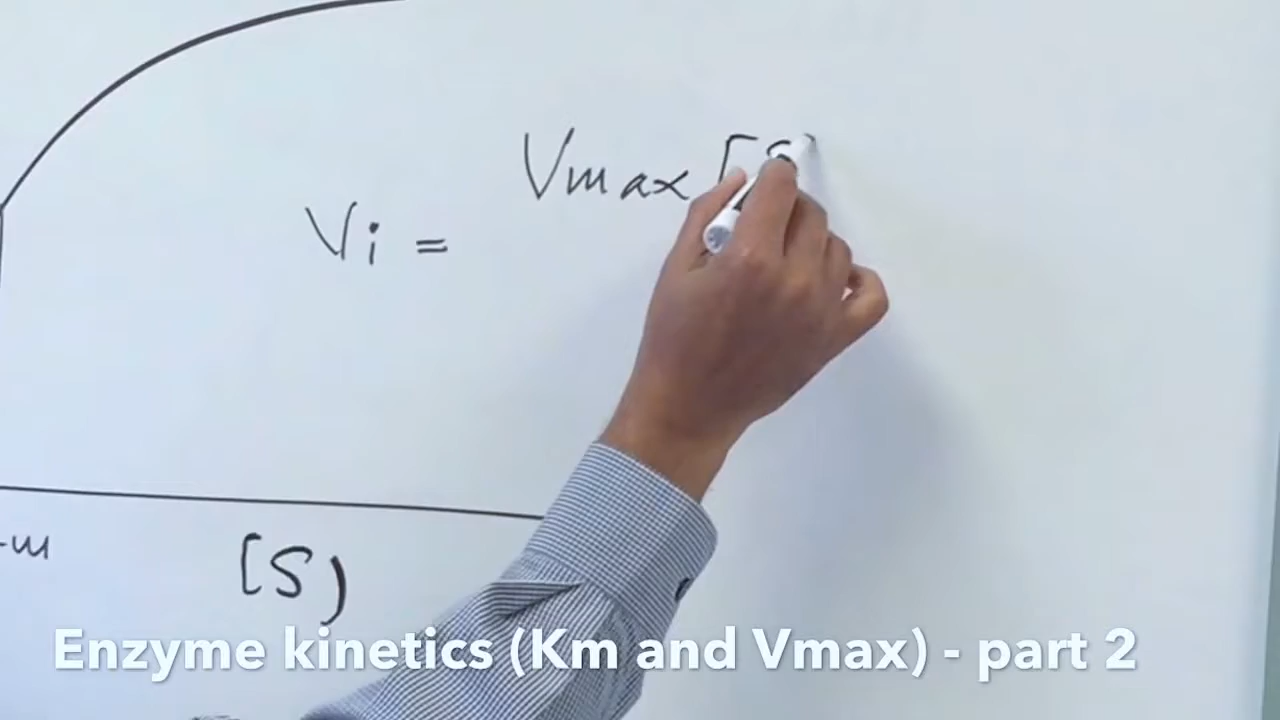 Vmax [S]
Vi =
-m
[S)
Enzyme kinetics (Km and Vmax) - part 2